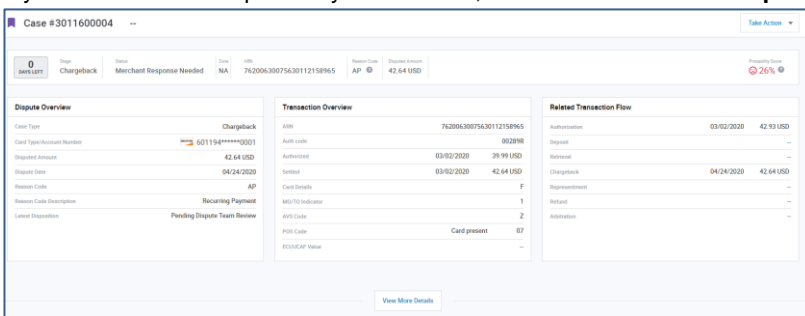 Case #3011600004 --
Take Action
0
DAYS LEFT
Stage
Chargeback
Status
Merchant Response Needed
Zone
NA
ARN
76200630075630112158965
Reason Code
AP
Disputed Amount
42.64 USD
Probability Score
26%
Dispute Overview
Case Type Chargeback
Card Type/Account Number 601194******0001
Disputed Amount 42.64 USD
Dispute Date 04/24/2020
Reason Code AP
Reason Code Description Recurring Payment
Latest Disposition Pending Dispute Team Review
Transaction Overview
ARN 76200630075630112158965
Auth code 00289R
Authorized 03/02/2020 39.99 USD
Settled 03/02/2020 42.64 USD
Card Details F
MO/TO Indicator 1
AVS Code Z
POS Code Card present 07
ECI/UCAF Value --
Related Transaction Flow
Authorization 03/02/2020 42.93 USD
Deposit --
Retrieval --
Chargeback 04/24/2020 42.64 USD
Representment --
Refund --
Arbitration --
View More Details